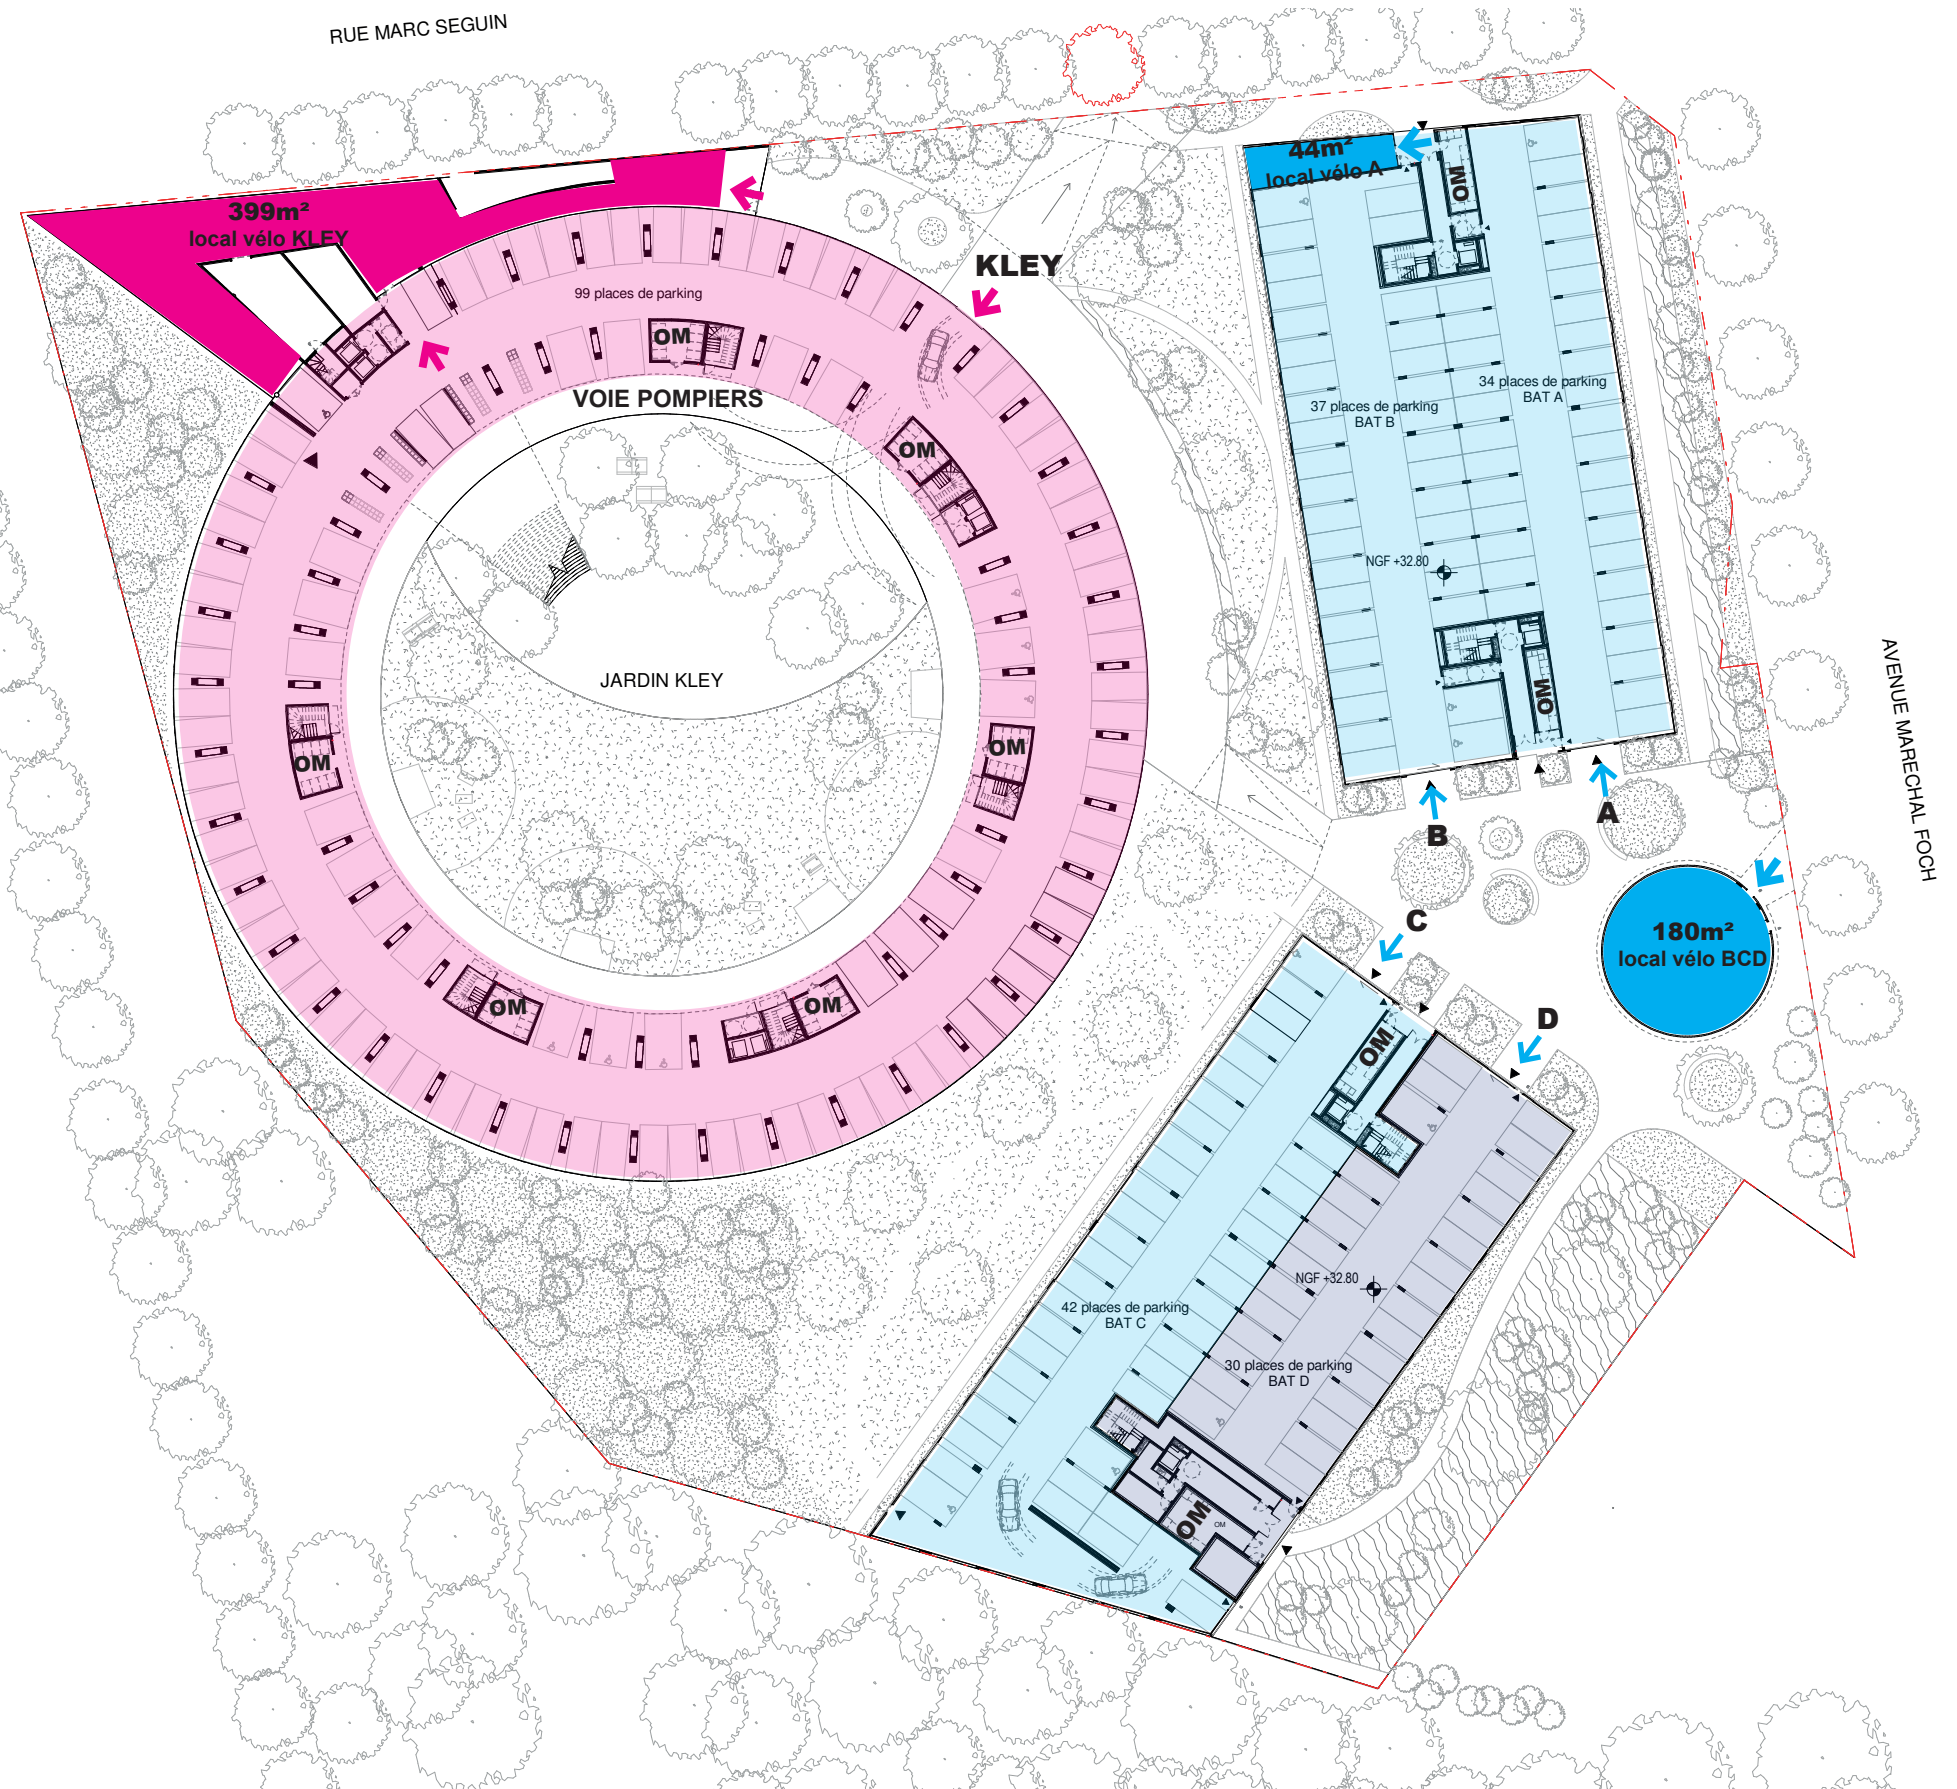 RUE MARC SEGUIN
44m²
local vélo A
OM
399m²
local vélo KLEY
KLEY
99 places de parking
OM
VOIE POMPIERS
34 places de parking
BAT A
37 places de parking
BAT B
OM
NGF +32.80
JARDIN KLEY
OM
AVENUE MARECHAL FOCH
OM
OM
A
B
C
180m²
local vélo BCD
OM
OM
D
OM
NGF +32.80
42 places de parking
BAT C
30 places de parking
BAT D
OM
OM